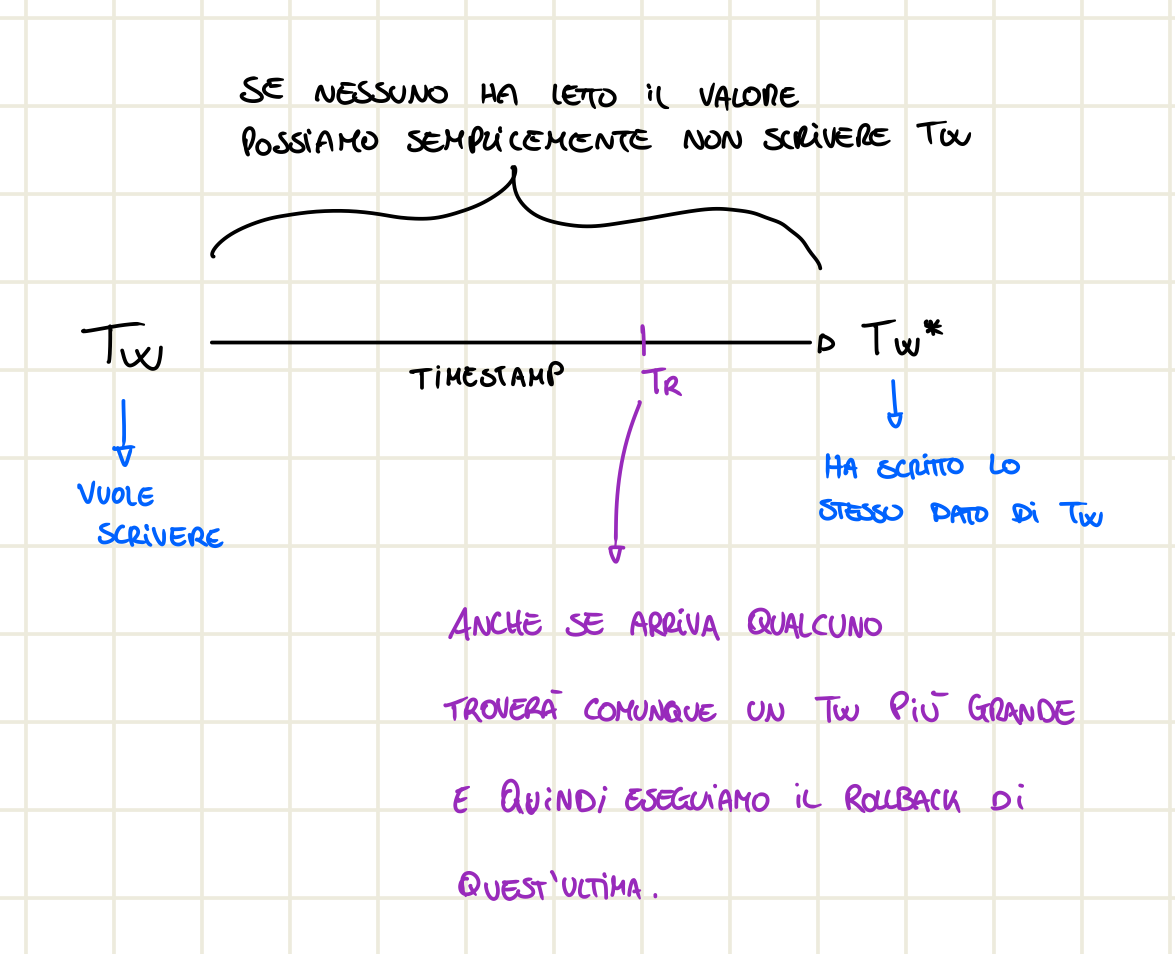 SE NESSUNO HA LETTO IL VALORE
POSSIAMO SEMPLICEMENTE NON SCRIVERE TW
TW
TIMESTAMP
TR
TW*
VUOLE
SCRIVERE
HA SCRITTO LO
STESSO DATO DI TW
ANCHE SE ARRIVA QUALCUNO
TROVERÀ COMUNQUE UN TW PIÙ GRANDE
E QUINDI ESEGUIAMO IL ROLLBACK DI
QUEST'ULTIMA.